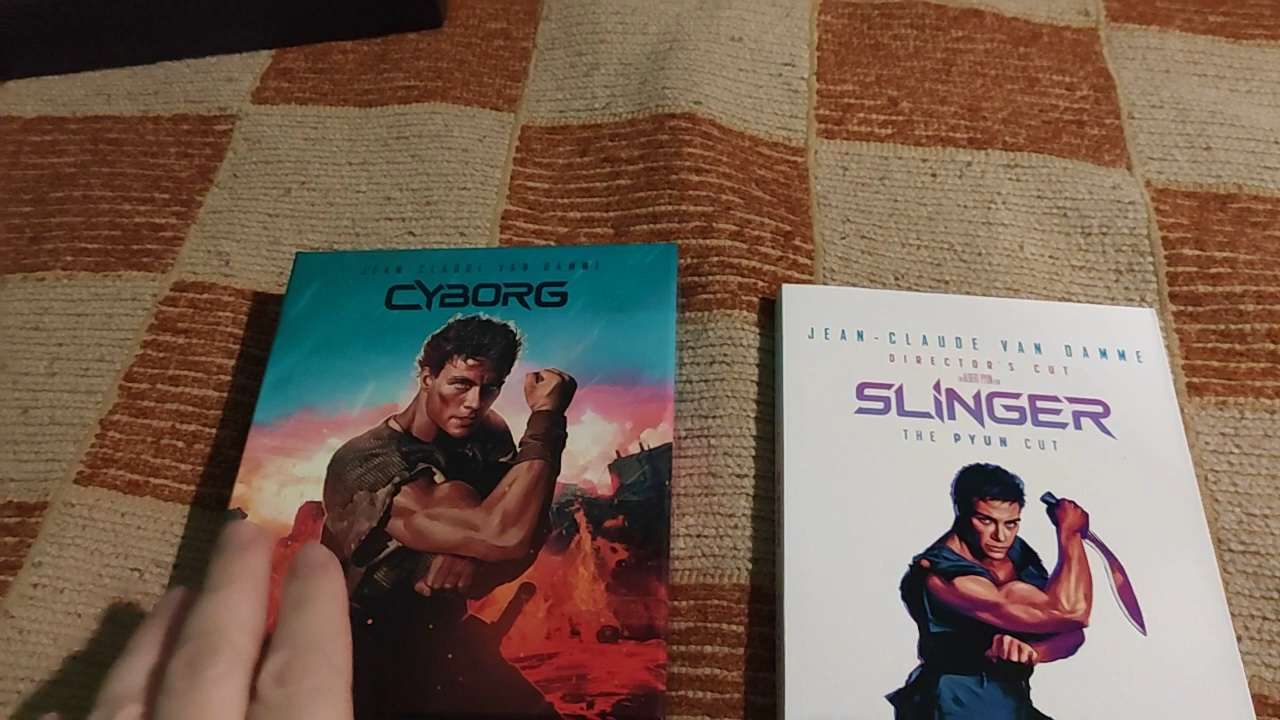 JEAN-CLAUDE VAN DAMME
CYBORG
JEAN-CLAUDE VAN DAMME
DIRECTOR'S CUT
SLINGER
THE PYUN CUT